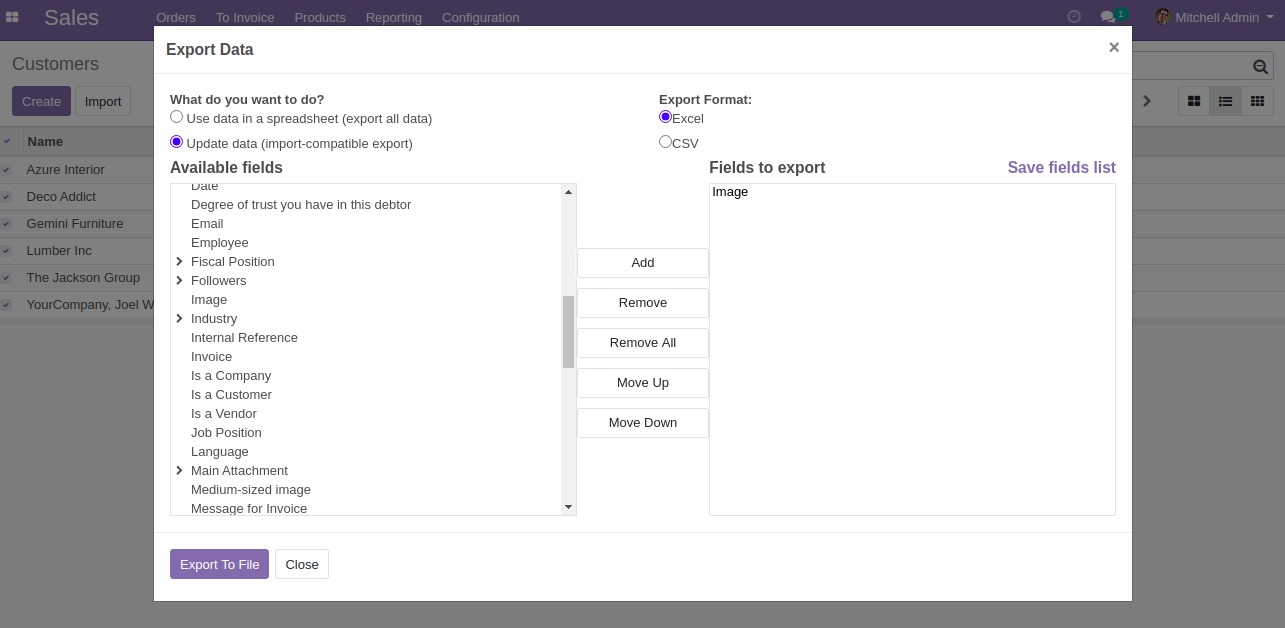 Sales Orders To Invoice Products Reporting Configuration 1 Mitchell Admin
Customers
Create Import
Name
Azure Interior
Deco Addict
Gemini Furniture
Lumber Inc
The Jackson Group
YourCompany, Joel W
Export Data ×
What do you want to do?
Use data in a spreadsheet (export all data)
Update data (import-compatible export)
Export Format:
Excel
CSV
Available fields
Date
Degree of trust you have in this debtor
Email
Employee
Fiscal Position
Followers
Image
Industry
Internal Reference
Invoice
Is a Company
Is a Customer
Is a Vendor
Job Position
Language
Main Attachment
Medium-sized image
Message for Invoice
Add
Remove
Remove All
Move Up
Move Down
Fields to export Save fields list
Image
Export To File Close